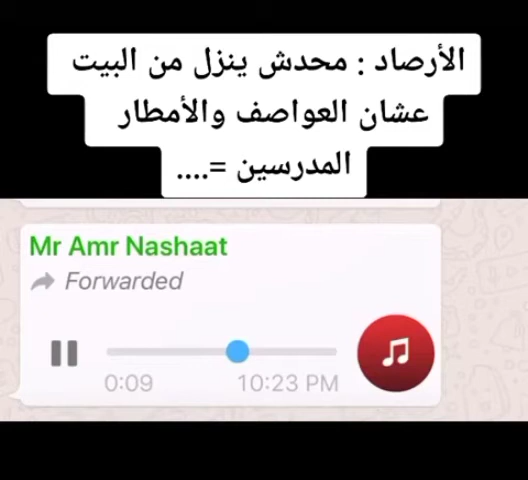 الأرصاد : محدش ينزل من البيت
عشان العواصف والأمطار
المدرسين =....
Mr Amr Nashaat
Forwarded
0:09 10:23 PM